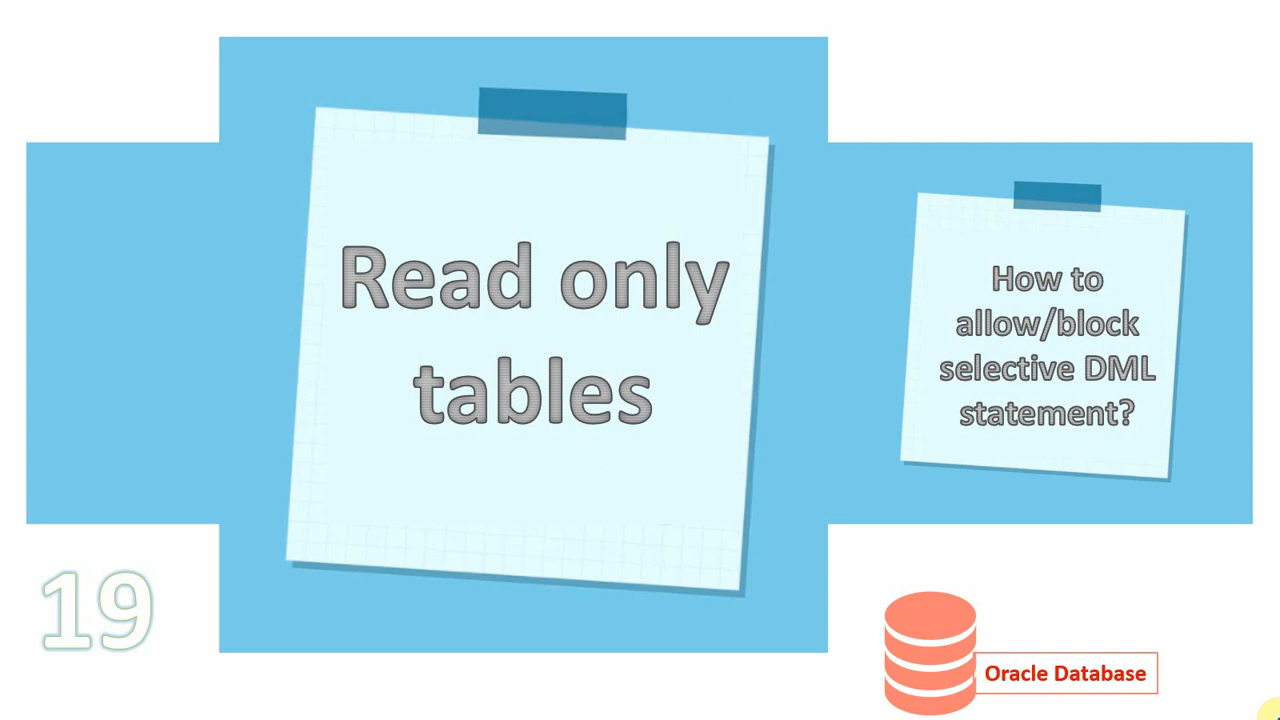 Read only
tables
How to
allow/block
selective DML
statement?
19
Oracle Database